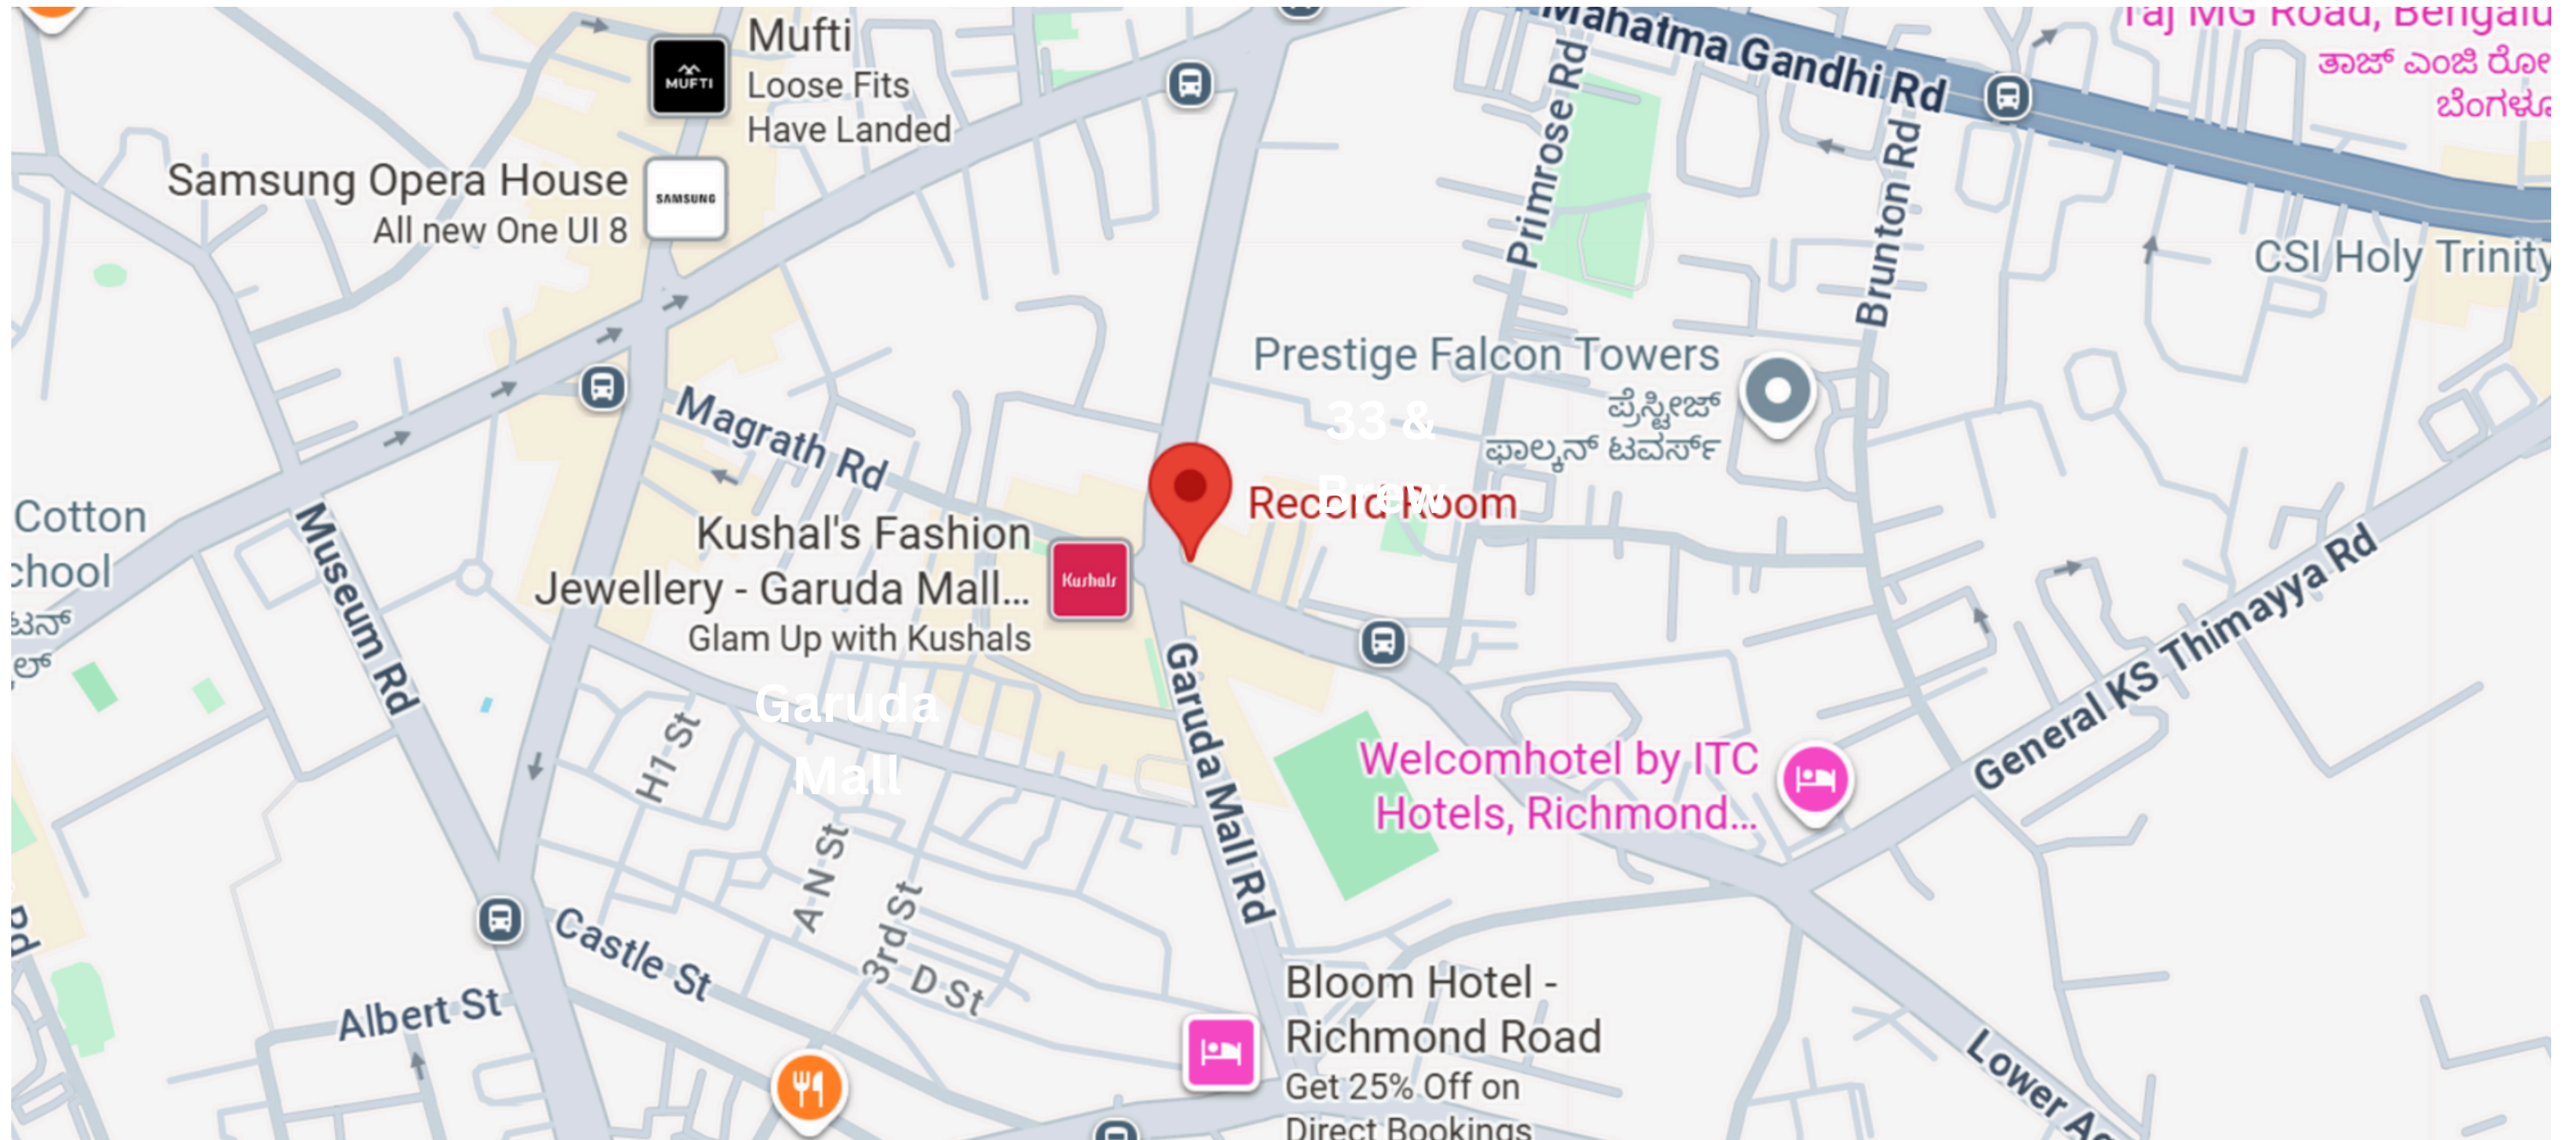 Mufti
Loose Fits
Have Landed
MUFTI
Samsung Opera House
All new One UI 8
SAMSUNG
Mahatma Gandhi Rd
Taj MG Road, Bengalu
ತಾಜ್ ಎಂಜಿ ರೋ
ಬೆಂಗಳೂ
Primrose Rd
Brunton Rd
CSI Holy Trinity
Prestige Falcon Towers
ಪ್ರೆಸ್ಟೀಜ್
ಫಾಲ್ಕನ್ ಟವರ್ಸ್
33 &
Brew
Record Room
Magrath Rd
Kushal's Fashion
Jewellery - Garuda Mall...
Glam Up with Kushals
Kushals
Cotton
chool
ಟನ್
ಲ್
Museum Rd
Garuda
Mall
Garuda Mall Rd
General KS Thimayya Rd
Welcomhotel by ITC
Hotels, Richmond...
H1 St
A N St
3rd St
D St
Castle St
Albert St
Rd
Bloom Hotel -
Richmond Road
Get 25% Off on
Direct Bookings
Lower Ag